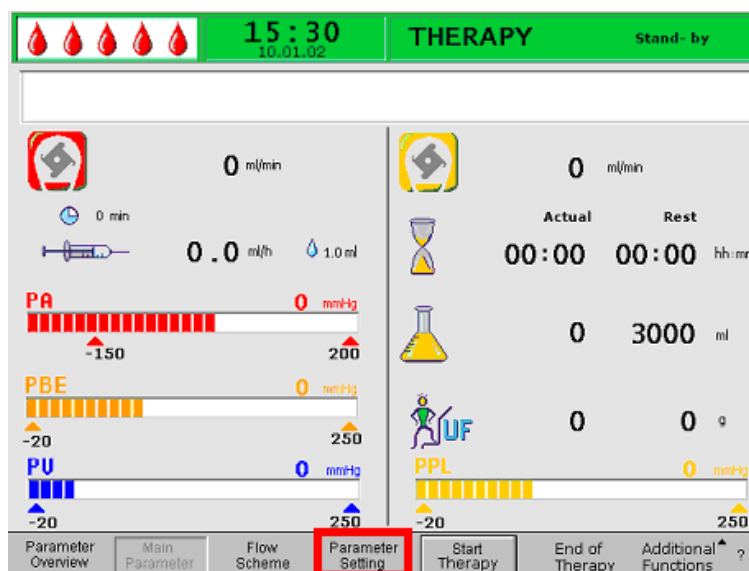 15:30
10.01.02
THERAPY
Stand- by
0 ml/min
0 min
0.0 ml/h 1.0 ml
PA 0 mmHg
-150 200
PBE 0 mmHg
-20 250
PV 0 mmHg
-20 250
0 ml/min
Actual Rest
00:00 00:00
0 3000 ml
UF 0 0 g
PPL 0 mmHg
-20 250
Parameter Overview
Main Parameter
Flow Scheme
Parameter Setting
Start Therapy
End of Therapy
Additional Functions
?